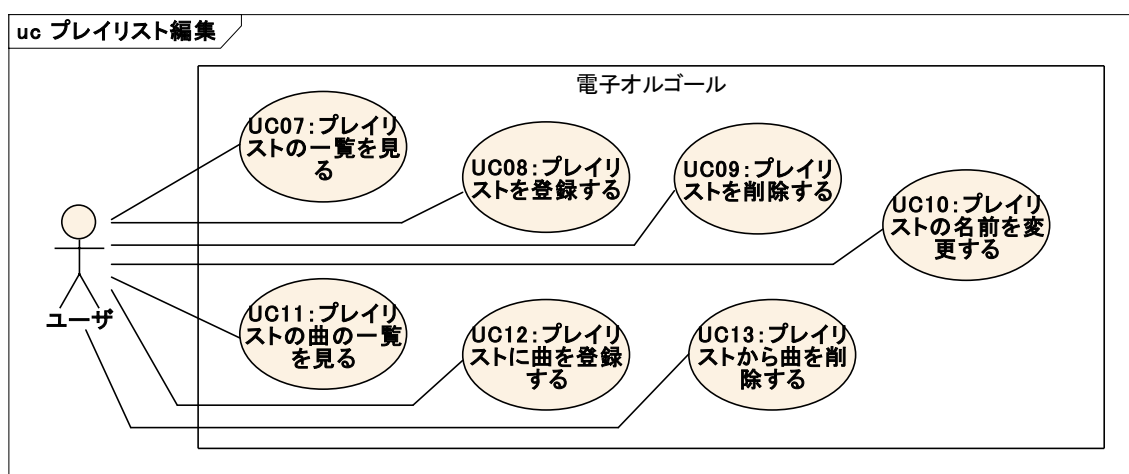 uc プレイリスト編集
電子オルゴール
UC07:プレイリ
ストの一覧を見
る
UC08:プレイリ
ストを登録する
UC09:プレイリ
ストを削除する
UC10:プレイリ
ストの名前を変
更する
ユーザ
UC11:プレイリ
ストの曲の一覧
を見る
UC12:プレイリ
ストに曲を登録
する
UC13:プレイリ
ストから曲を削
除する